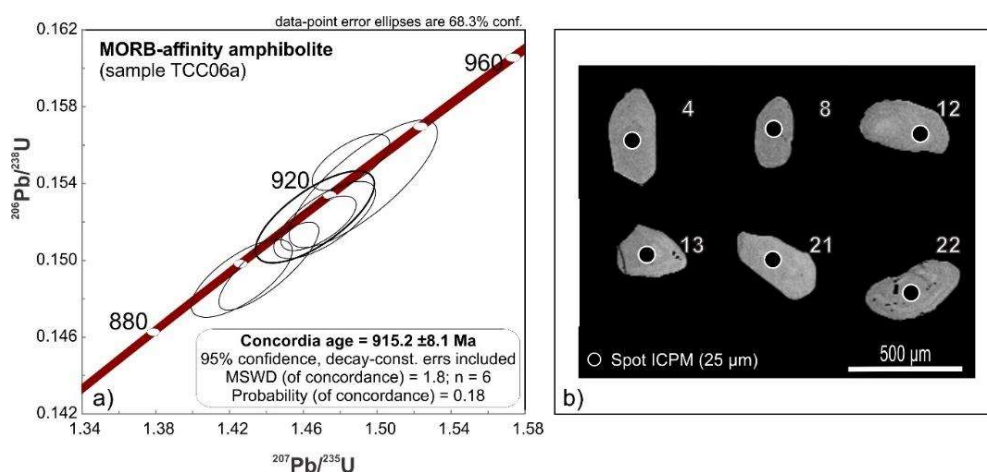 data-point error ellipses are 68.3% conf.
MORB-affinity amphibolite
(sample TCC06a)
0.162
0.158
0.154
0.150
0.146
0.142
206Pb/238U
960
920
880
Concordia age = 915.2 ±8.1 Ma
95% confidence, decay-const. errs included
MSWD (of concordance) = 1.8; n = 6
Probability (of concordance) = 0.18
a)
1.34
1.38
1.42
1.46
1.50
1.54
1.58
207Pb/235U
4
8
12
13
21
22
Spot ICPM (25 µm)
500 µm
b)